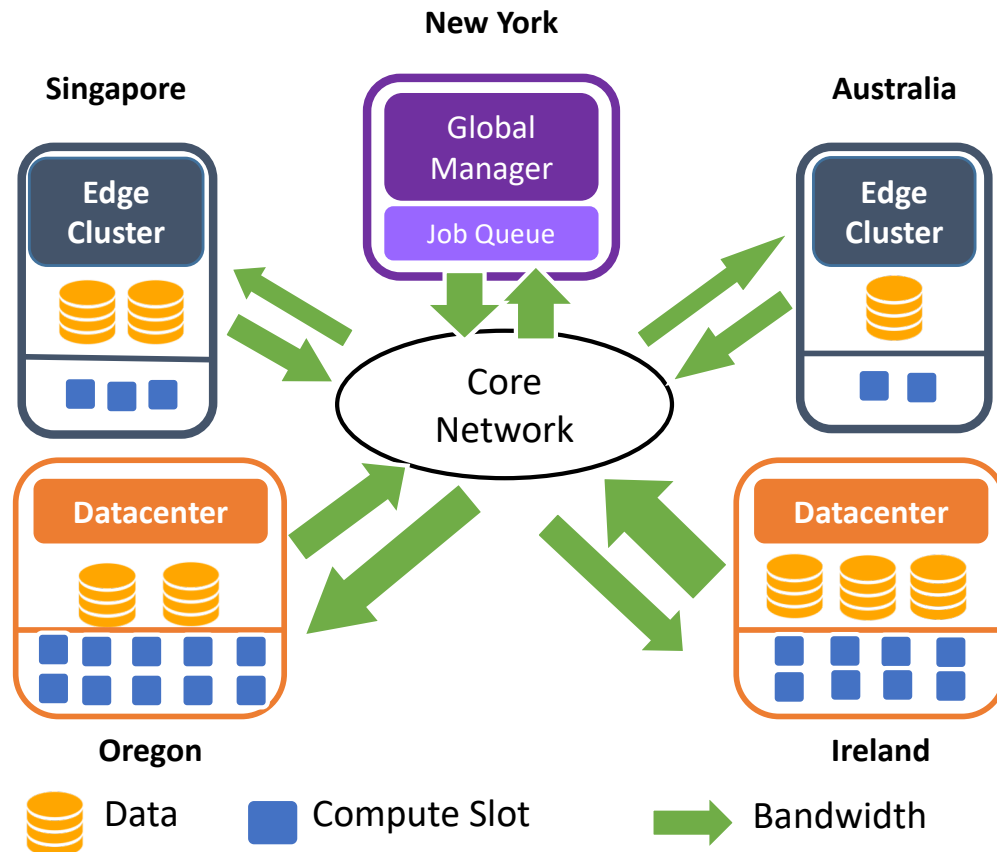 New York
Singapore
Australia
Global
Manager
Job Queue
Edge
Cluster
Edge
Cluster
Core
Network
Datacenter
Datacenter
Oregon
Ireland
Data
Compute Slot
Bandwidth